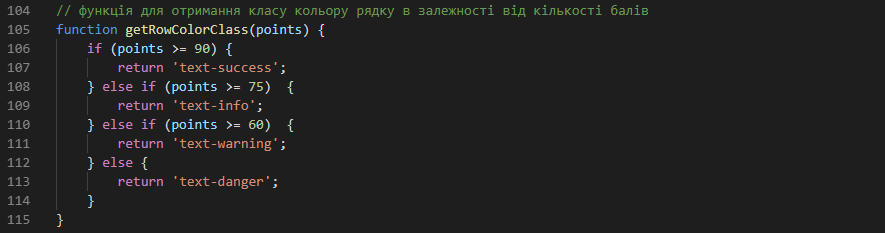 104 // функція для отримання класу кольору рядку в залежності від кількості балів
105 function getRowColorClass(points) {
106     if (points >= 90) {
107         return 'text-success';
108     } else if (points >= 75)  {
109         return 'text-info';
110     } else if (points >= 60)  {
111         return 'text-warning';
112     } else {
113         return 'text-danger';
114     }
115 }